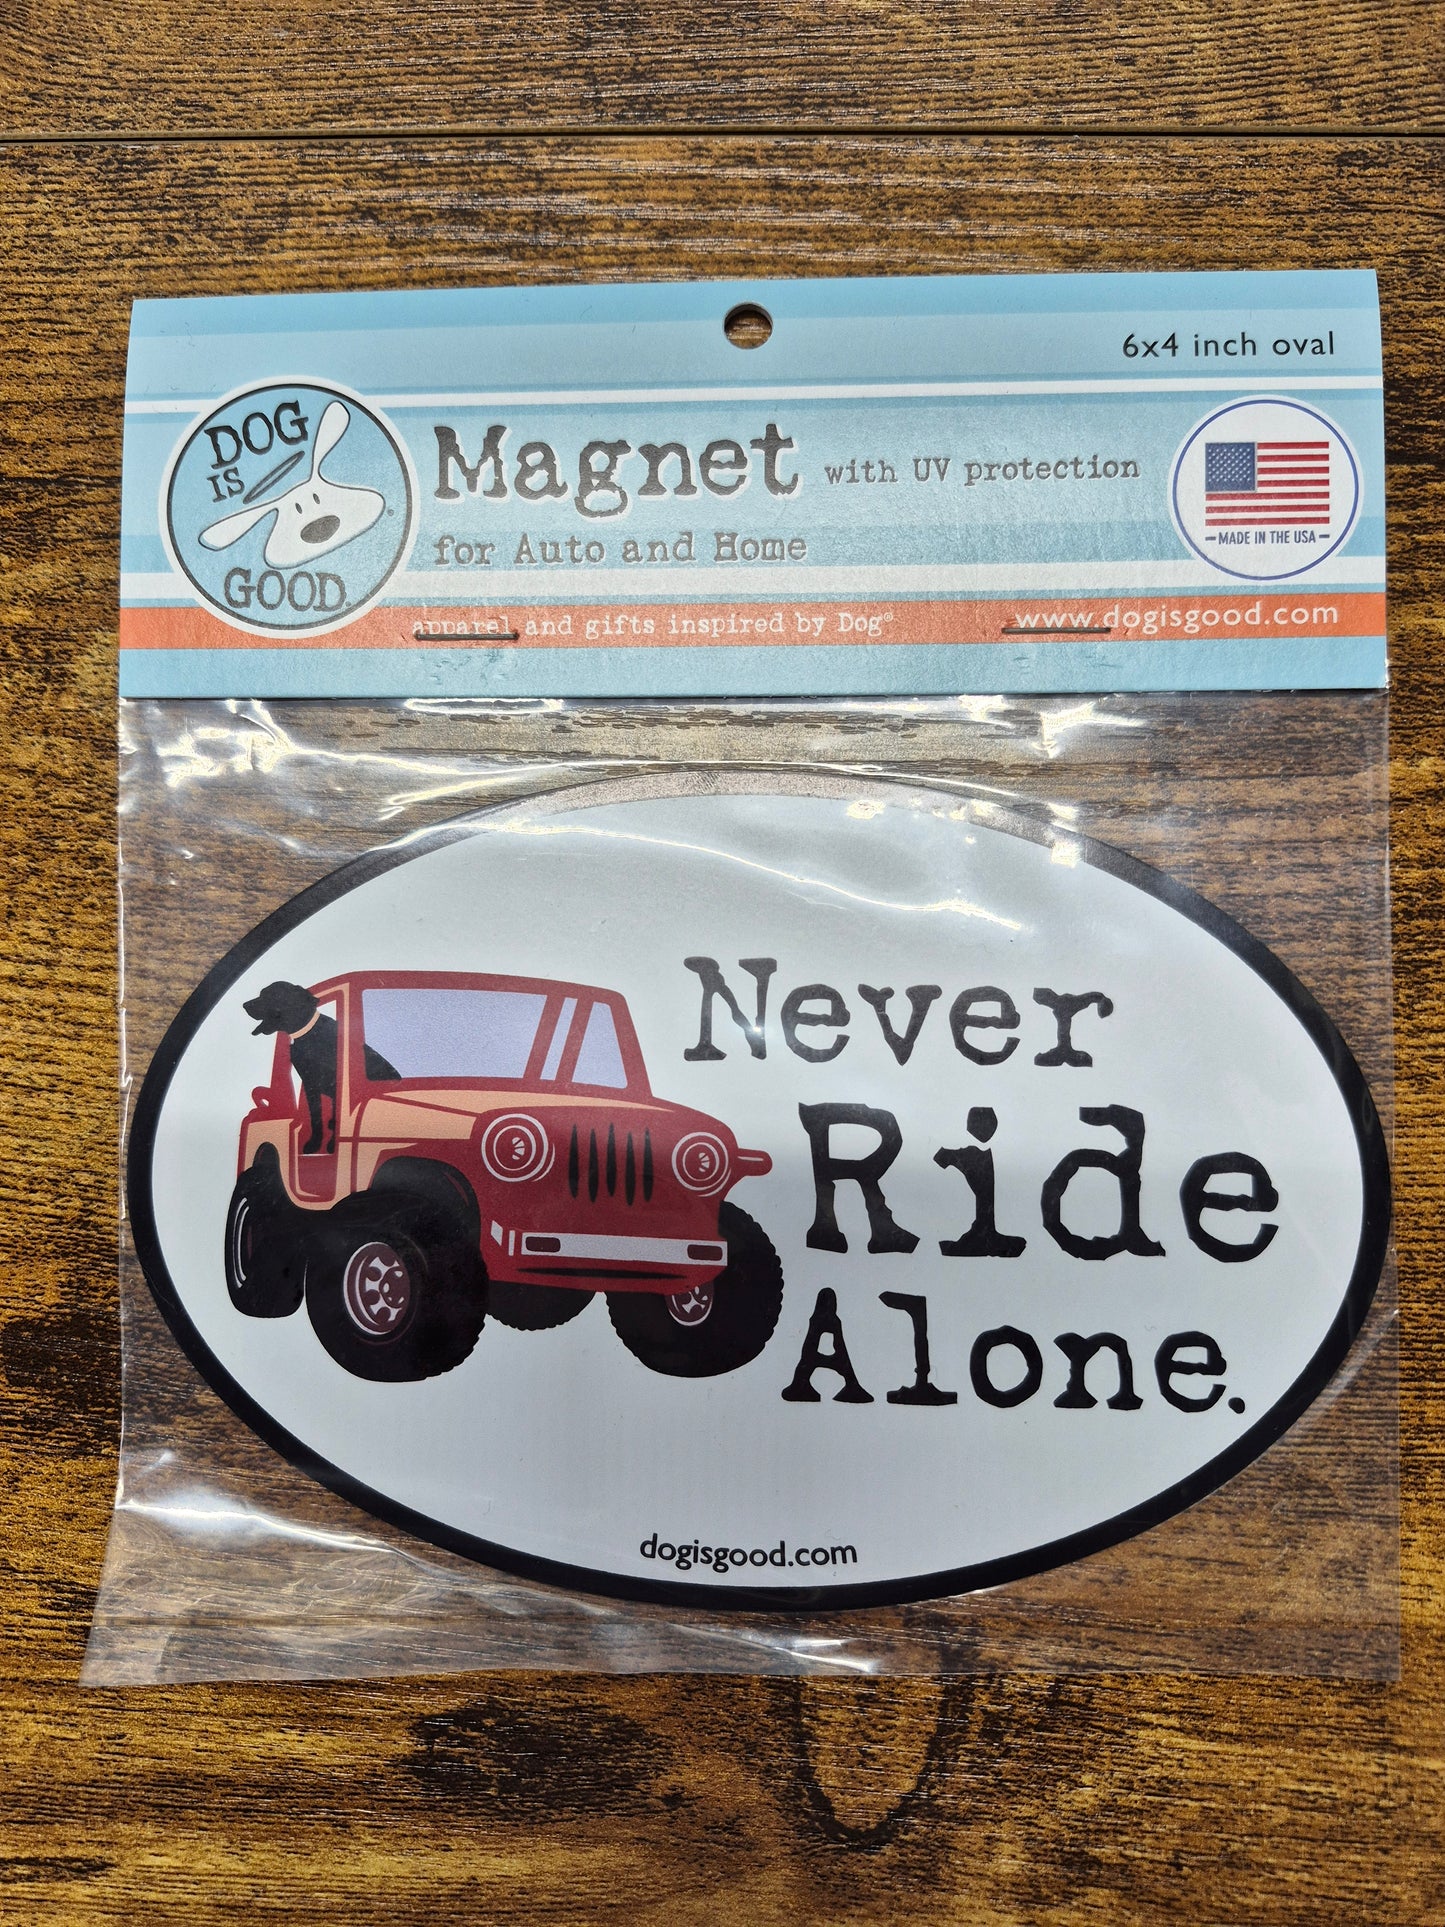 6x4 inch oval
DOG
IS
GOOD.
®
Magnet with UV protection
for Auto and Home
MADE IN THE USA
apparel and gifts inspired by Dog®
www.dogisgood.com
Never
Ride
Alone.
dogisgood.com